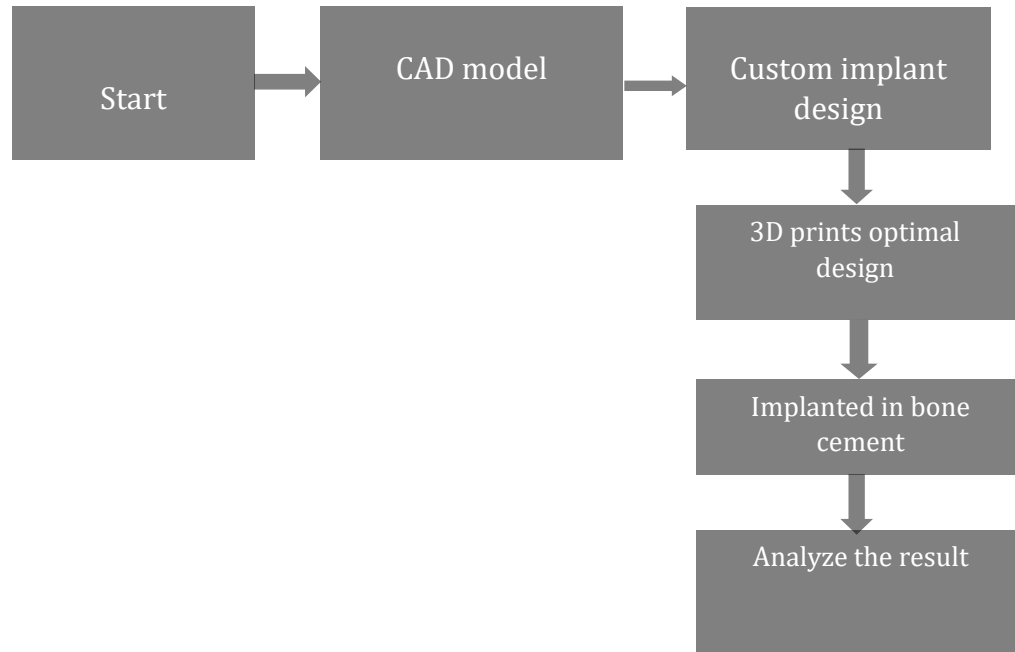 Start
CAD model
Custom implant
design
3D prints optimal
design
Implanted in bone
cement
Analyze the result